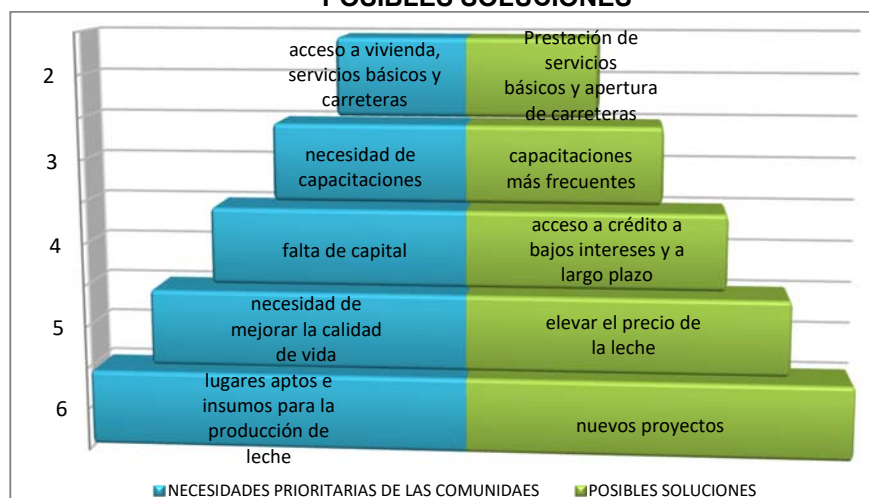 POSIBLES SOLUCIONES
2
acceso a vivienda,
servicios básicos y
carreteras
Prestación de
servicios
básicos y apertura
de carreteras
3
necesidad de
capacitaciones
capacitaciones
más frecuentes
4
falta de capital
acceso a crédito a
bajos intereses y a
largo plazo
5
necesidad de
mejorar la calidad
de vida
elevar el precio de
la leche
6
lugares aptos e
insumos para la
producción de
leche
nuevos proyectos
NECESIDADES PRIORITARIAS DE LAS COMUNIDAES
POSIBLES SOLUCIONES